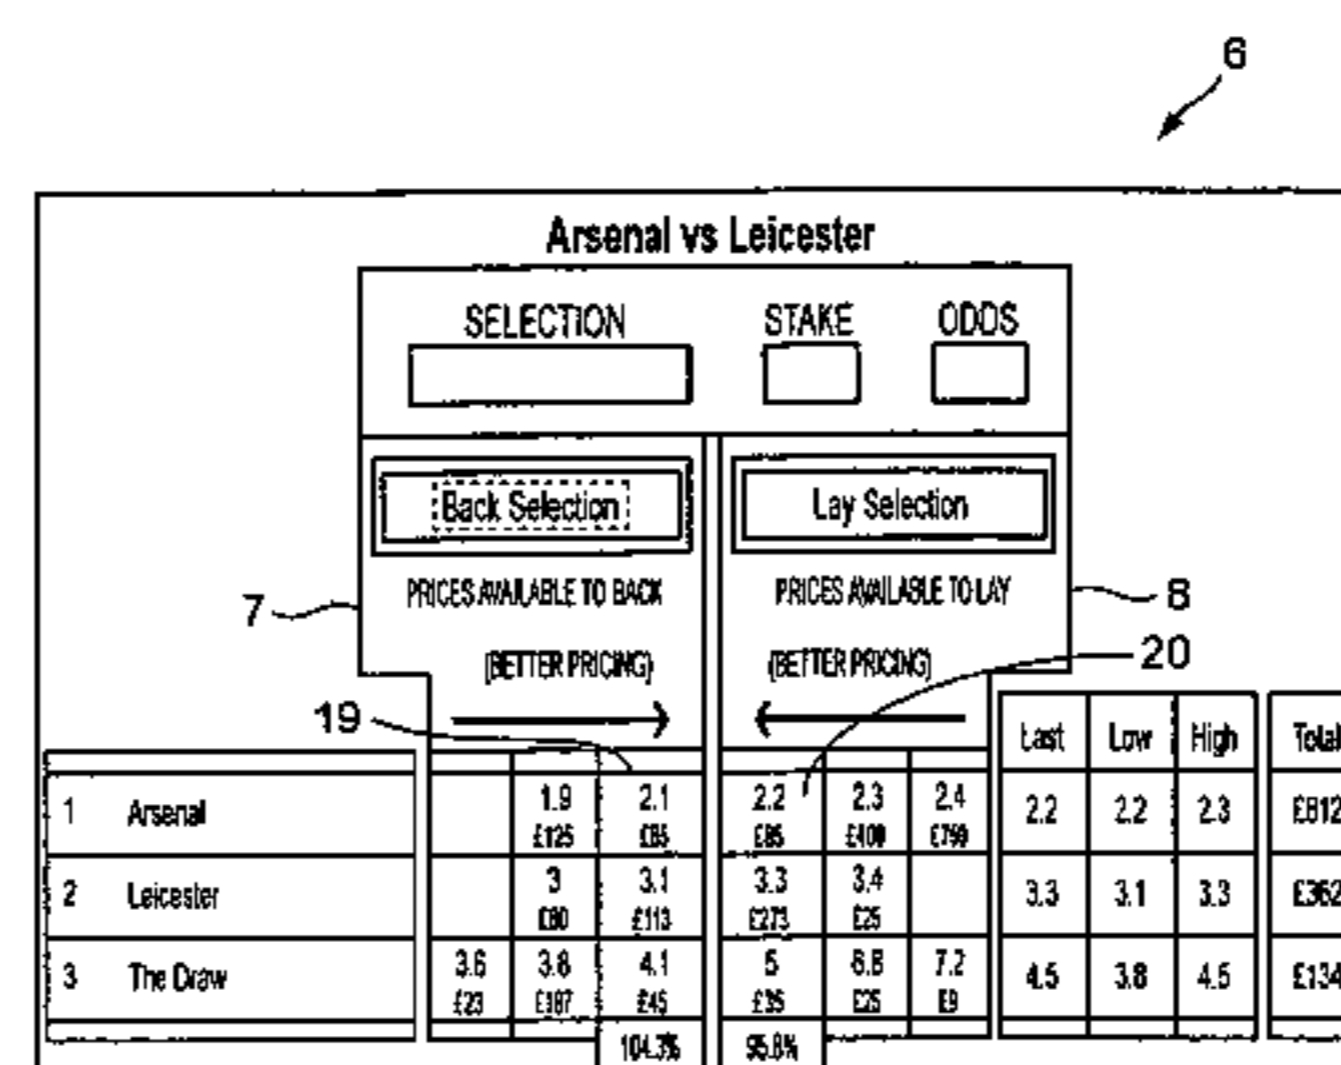 6
Arsenal vs Leicester
SELECTION STAKE ODDS
Back Selection Lay Selection
PRICES AVAILABLE TO BACK PRICES AVAILABLE TO LAY
7 8
(BETTER PRICING) (BETTER PRICING) 20
19
Last Low High Total
1 Arsenal 1.9 2.1 2.2 2.3 2.4 2.2 2.2 2.3
£125 £85 £400
2 Leicester 3 3.1 3.3 3.4 3.3 3.1 3.3
£113 £273 £25
3 The Draw 3.6 3.8 4.1 5 7.2 4.5 3.8 4.5
£23 £45 £35 £25 £9
104.3% 95.8%